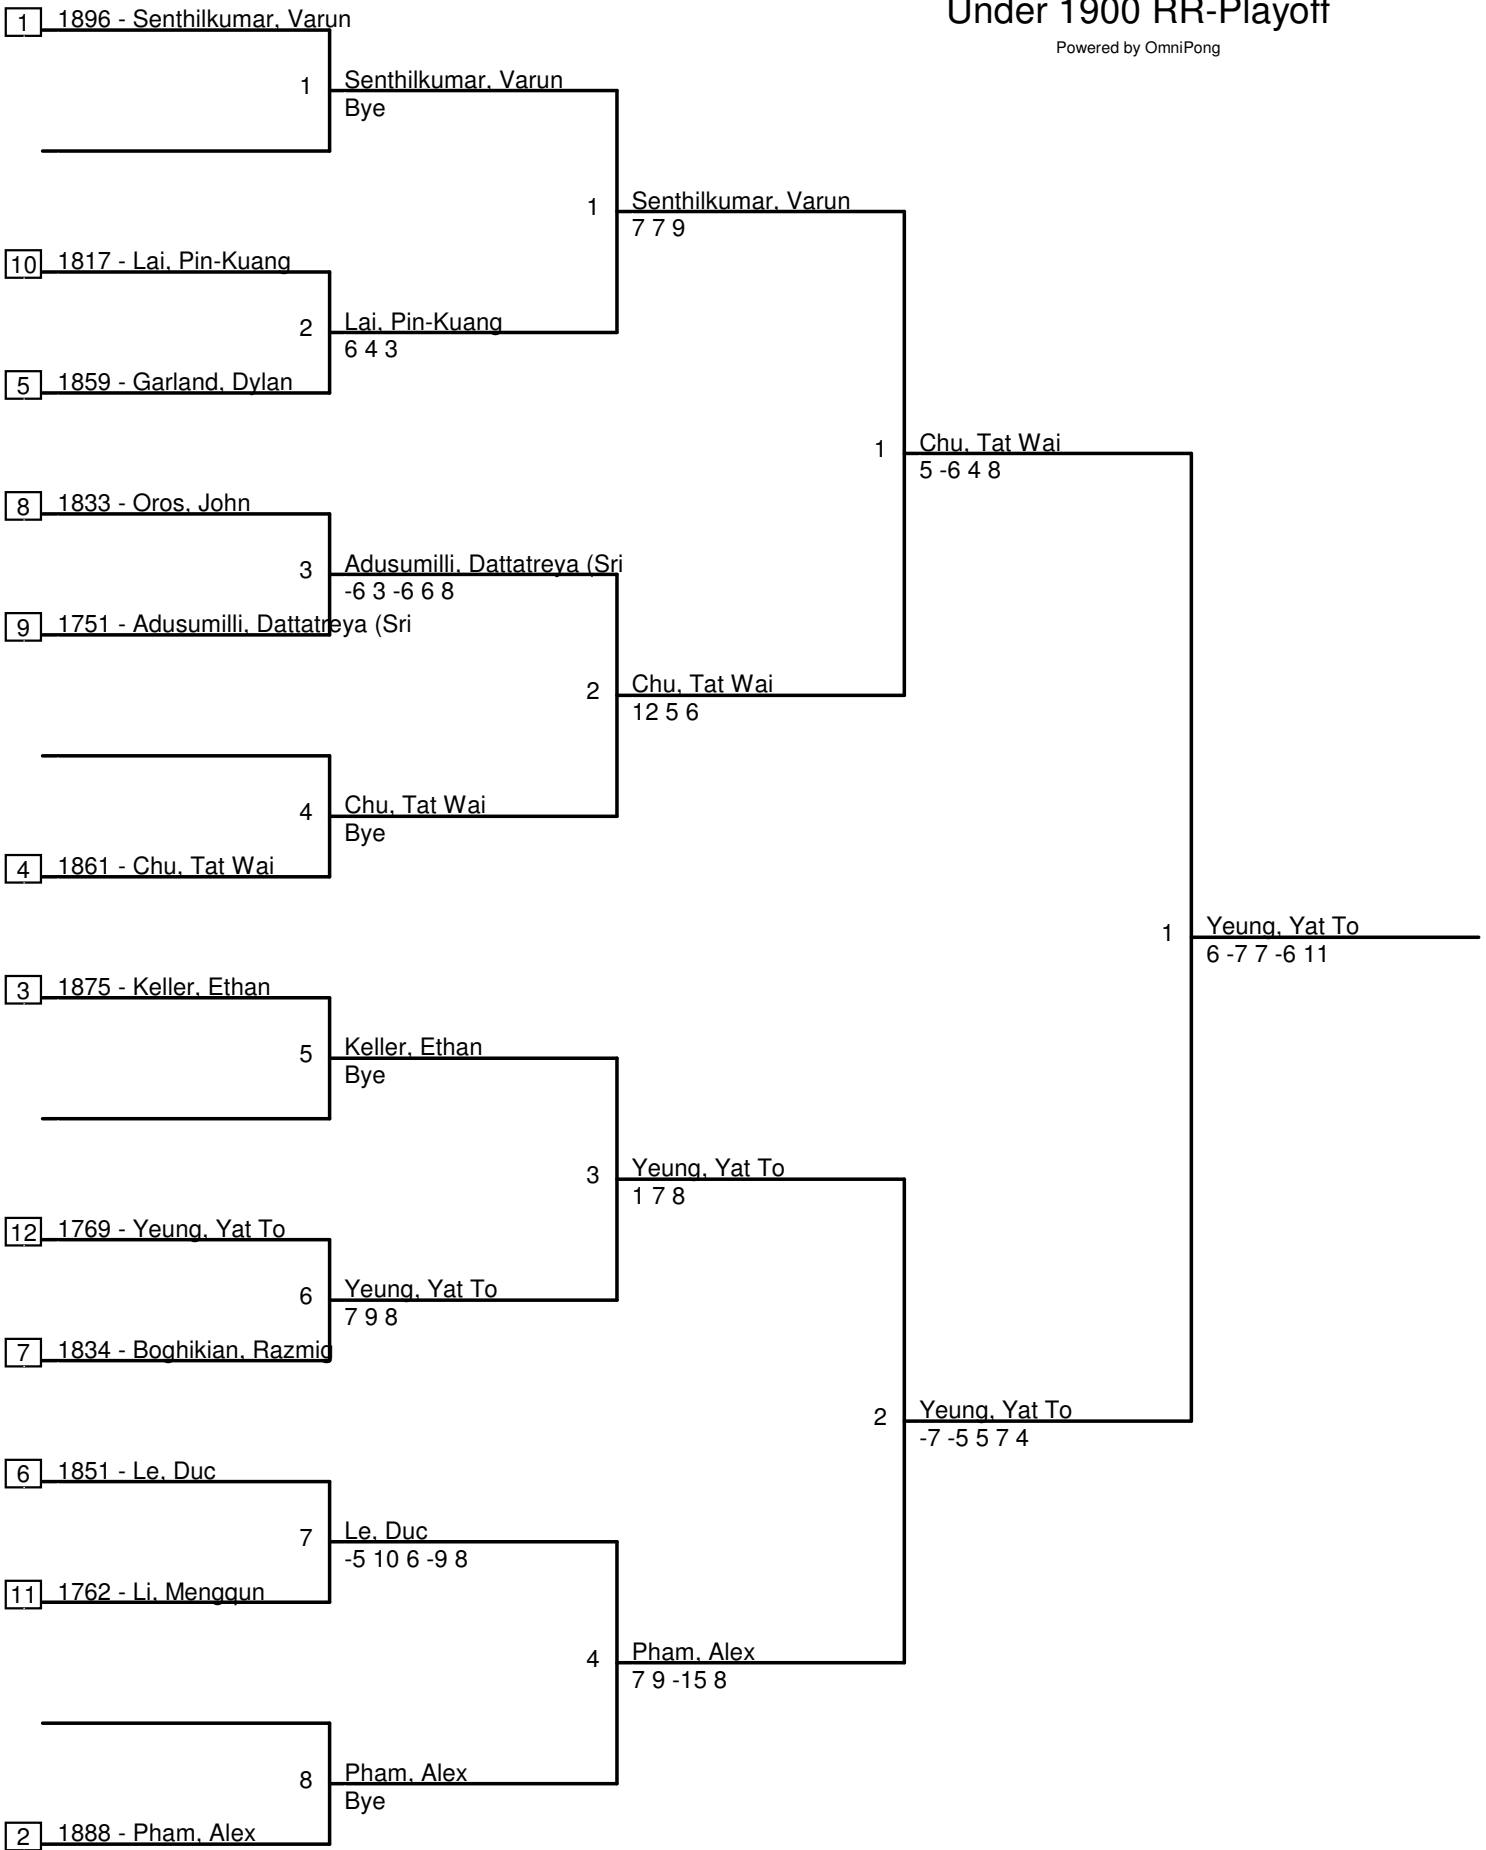 Under 1900 RR-Playoff
Powered by OmniPong
1 1896 - Senthilkumar, Varun
1 Senthilkumar, Varun
Bye
1 Senthilkumar, Varun
7 7 9
10 1817 - Lai, Pin-Kuang
2 Lai, Pin-Kuang
6 4 3
5 1859 - Garland, Dylan
1 Chu, Tat Wai
5 -6 4 8
8 1833 - Oros, John
3 Adusumilli, Dattatreya (Sri
-6 3 -6 6 8
9 1751 - Adusumilli, Dattatreya (Sri
2 Chu, Tat Wai
12 5 6
4 Chu, Tat Wai
Bye
4 1861 - Chu, Tat Wai
1 Yeung, Yat To
6 -7 7 -6 11
3 1875 - Keller, Ethan
5 Keller, Ethan
Bye
3 Yeung, Yat To
1 7 8
12 1769 - Yeung, Yat To
6 Yeung, Yat To
7 9 8
7 1834 - Boghikian, Razmig
2 Yeung, Yat To
-7 -5 5 7 4
6 1851 - Le, Duc
7 Le, Duc
-5 10 6 -9 8
11 1762 - Li, Mengqun
4 Pham, Alex
7 9 -15 8
8 Pham, Alex
Bye
2 1888 - Pham, Alex